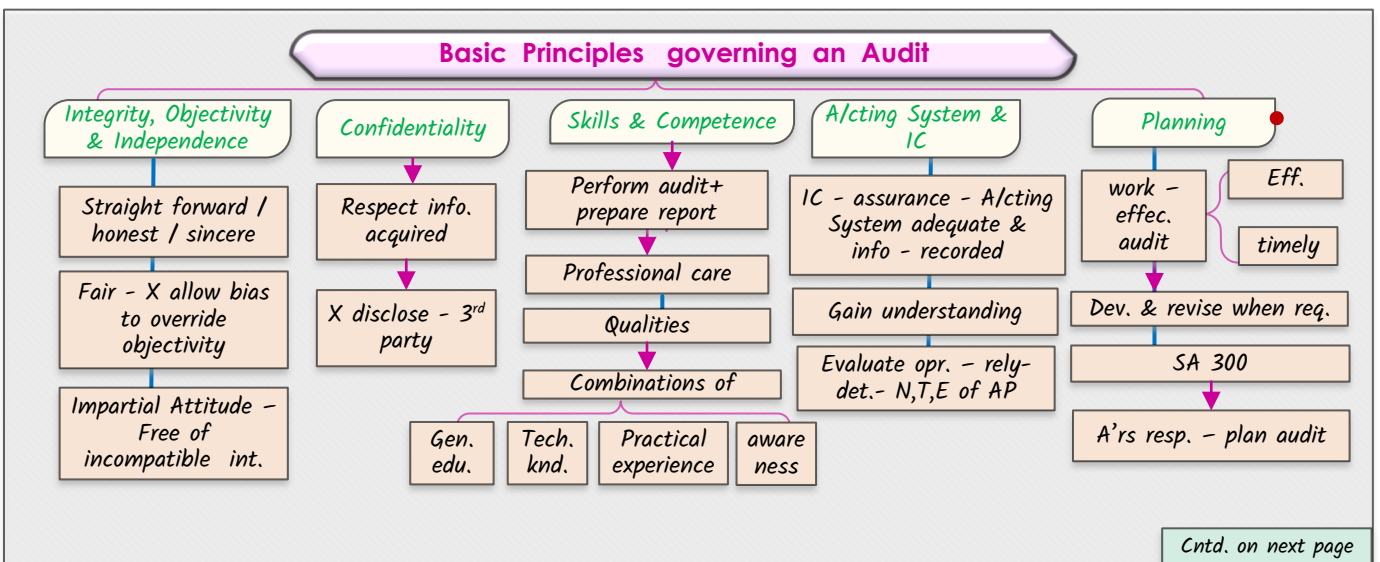 Basic Principles governing an Audit
Integrity, Objectivity
& Independence
Straight forward /
honest / sincere
Fair - X allow bias
to override
objectivity
Impartial Attitude –
Free of
incompatible int.
Confidentiality
Respect info.
acquired
X disclose - 3rd
party
Skills & Competence
Perform audit+
prepare report
Professional care
Qualities
Combinations of
Gen.
edu.
Tech.
knd.
Practical
experience
aware
ness
A/cting System &
IC
IC - assurance - A/cting
System adequate &
info - recorded
Gain understanding
Evaluate opr. – rely-
det.- N,T,E of AP
Planning
work –
effec.
audit
Eff.
timely
Dev. & revise when req.
SA 300
A'rs resp. – plan audit
Cntd. on next page